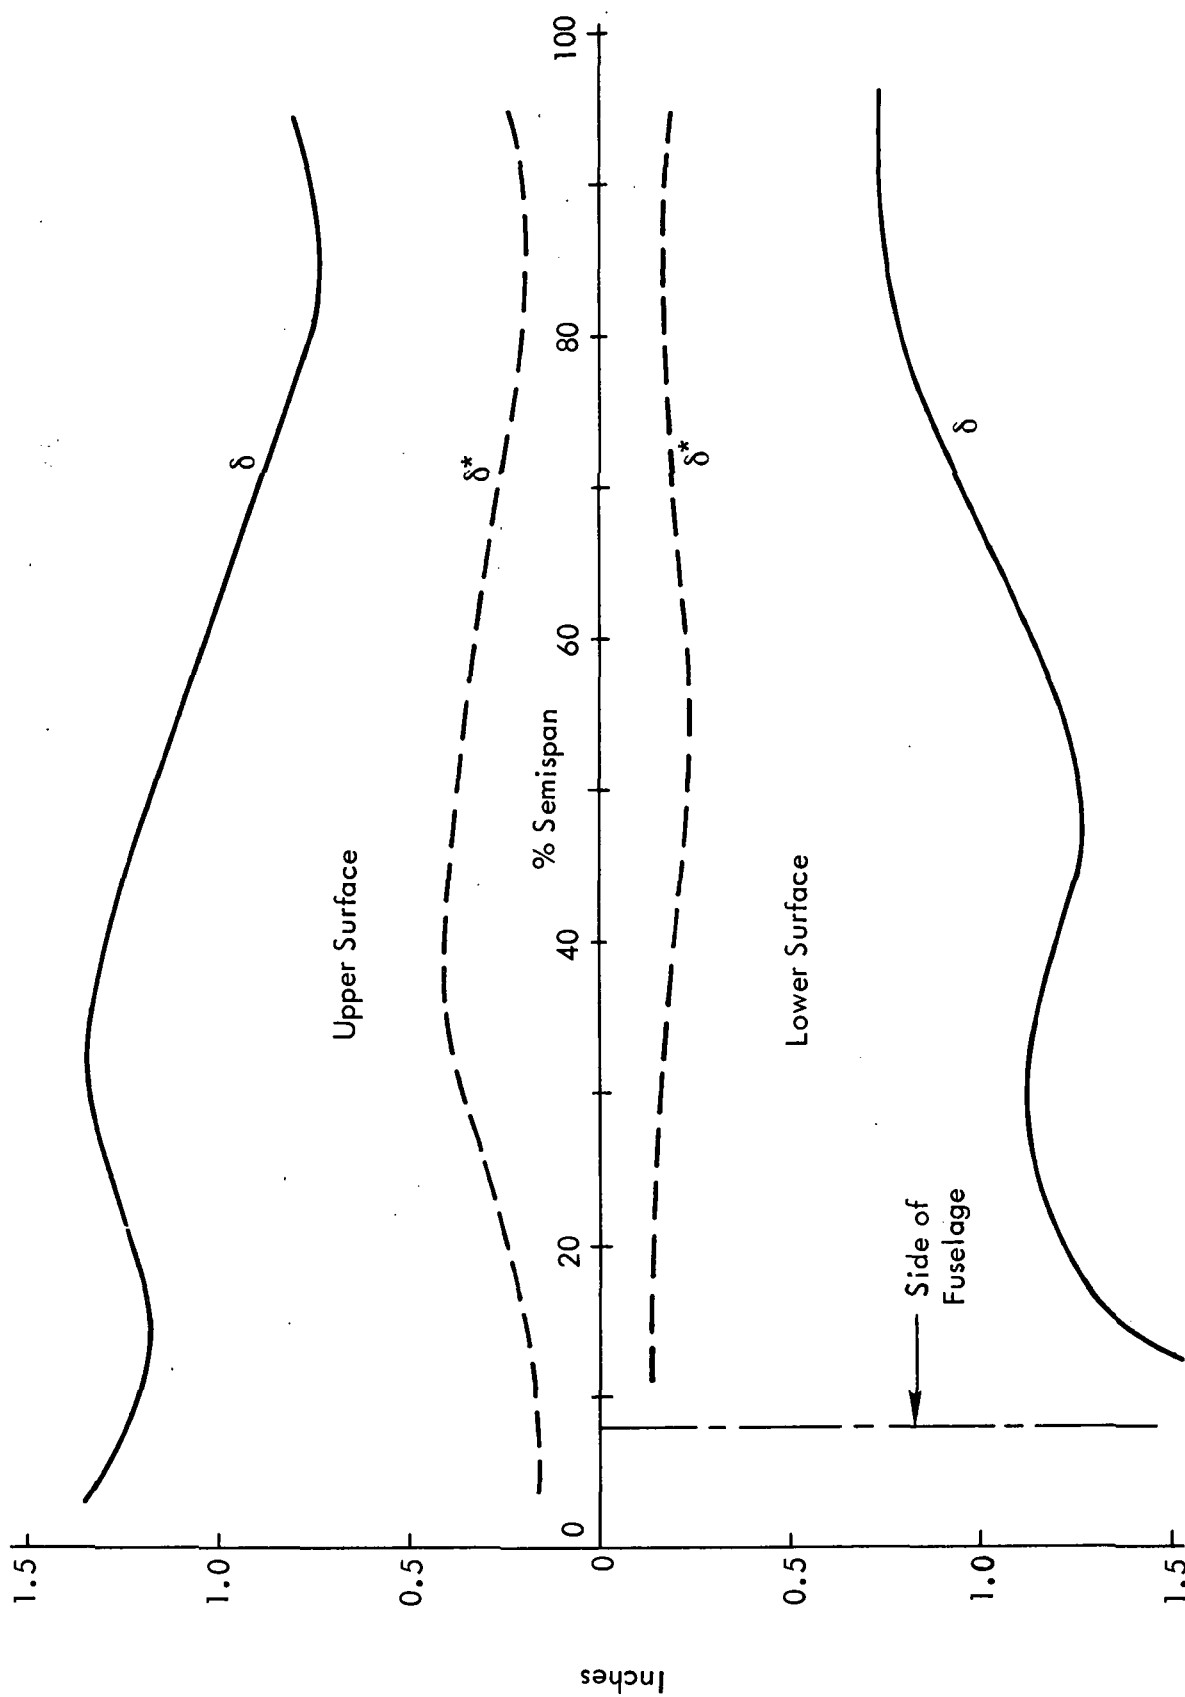 1.5
1.0
0.5
0
0.5
1.0
1.5
Inches
0
20
40
60
80
100
% Semispan
Upper Surface
Lower Surface
δ
δ*
δ*
δ
Side of
Fuselage